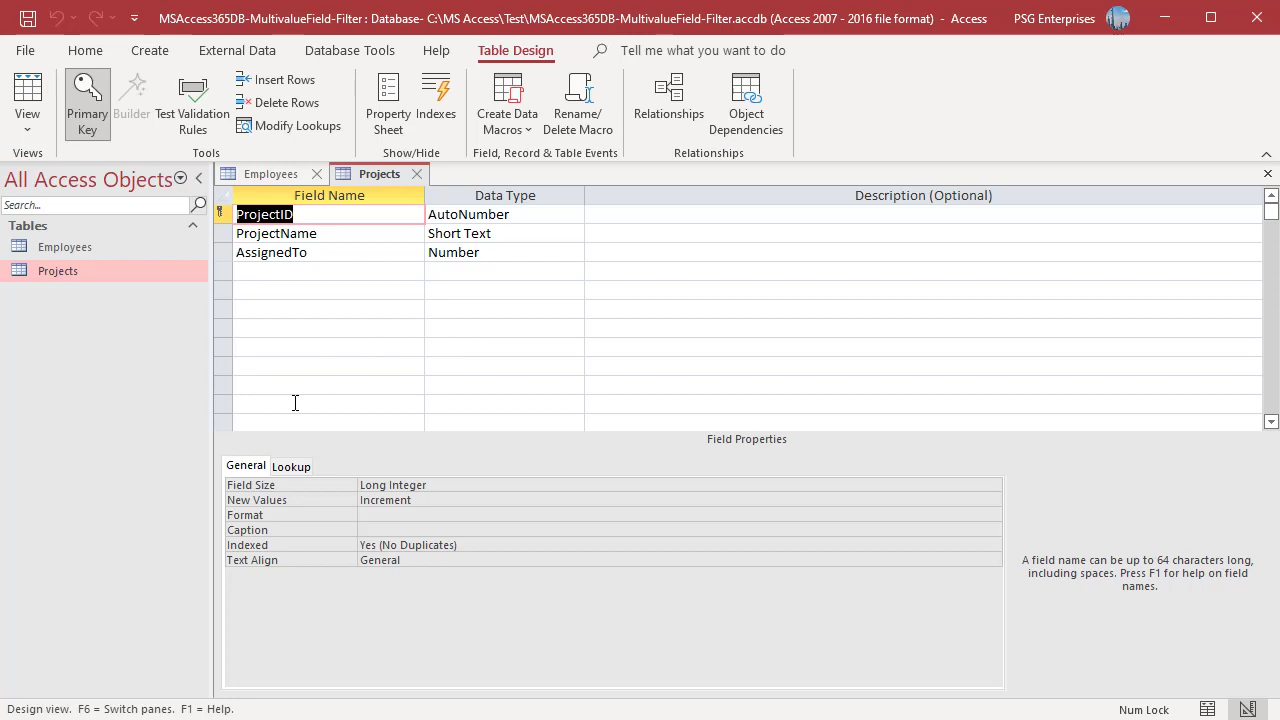 MSAccess365DB-MultivalueField-Filter : Database- C:\MS Access\Test\MSAccess365DB-MultivalueField-Filter.accdb (Access 2007 - 2016 file format) - Access
PSG Enterprises
File Home Create External Data Database Tools Help Table Design Tell me what you want to do
View
Primary Key
Builder
Test Validation Rules
Insert Rows
Delete Rows
Modify Lookups
Property Sheet
Indexes
Create Data Macros
Rename/ Delete Macro
Relationships
Object Dependencies
Views Tools Show/Hide Field, Record & Table Events Relationships
All Access Objects
Search...
Tables
Employees
Projects
Employees Projects
Field Name Data Type Description (Optional)
ProjectID AutoNumber
ProjectName Short Text
AssignedTo Number
Field Properties
General Lookup
Field Size Long Integer
New Values Increment
Format
Caption
Indexed Yes (No Duplicates)
Text Align General
A field name can be up to 64 characters long,
including spaces. Press F1 for help on field
names.
Design view. F6 = Switch panes. F1 = Help.
Num Lock